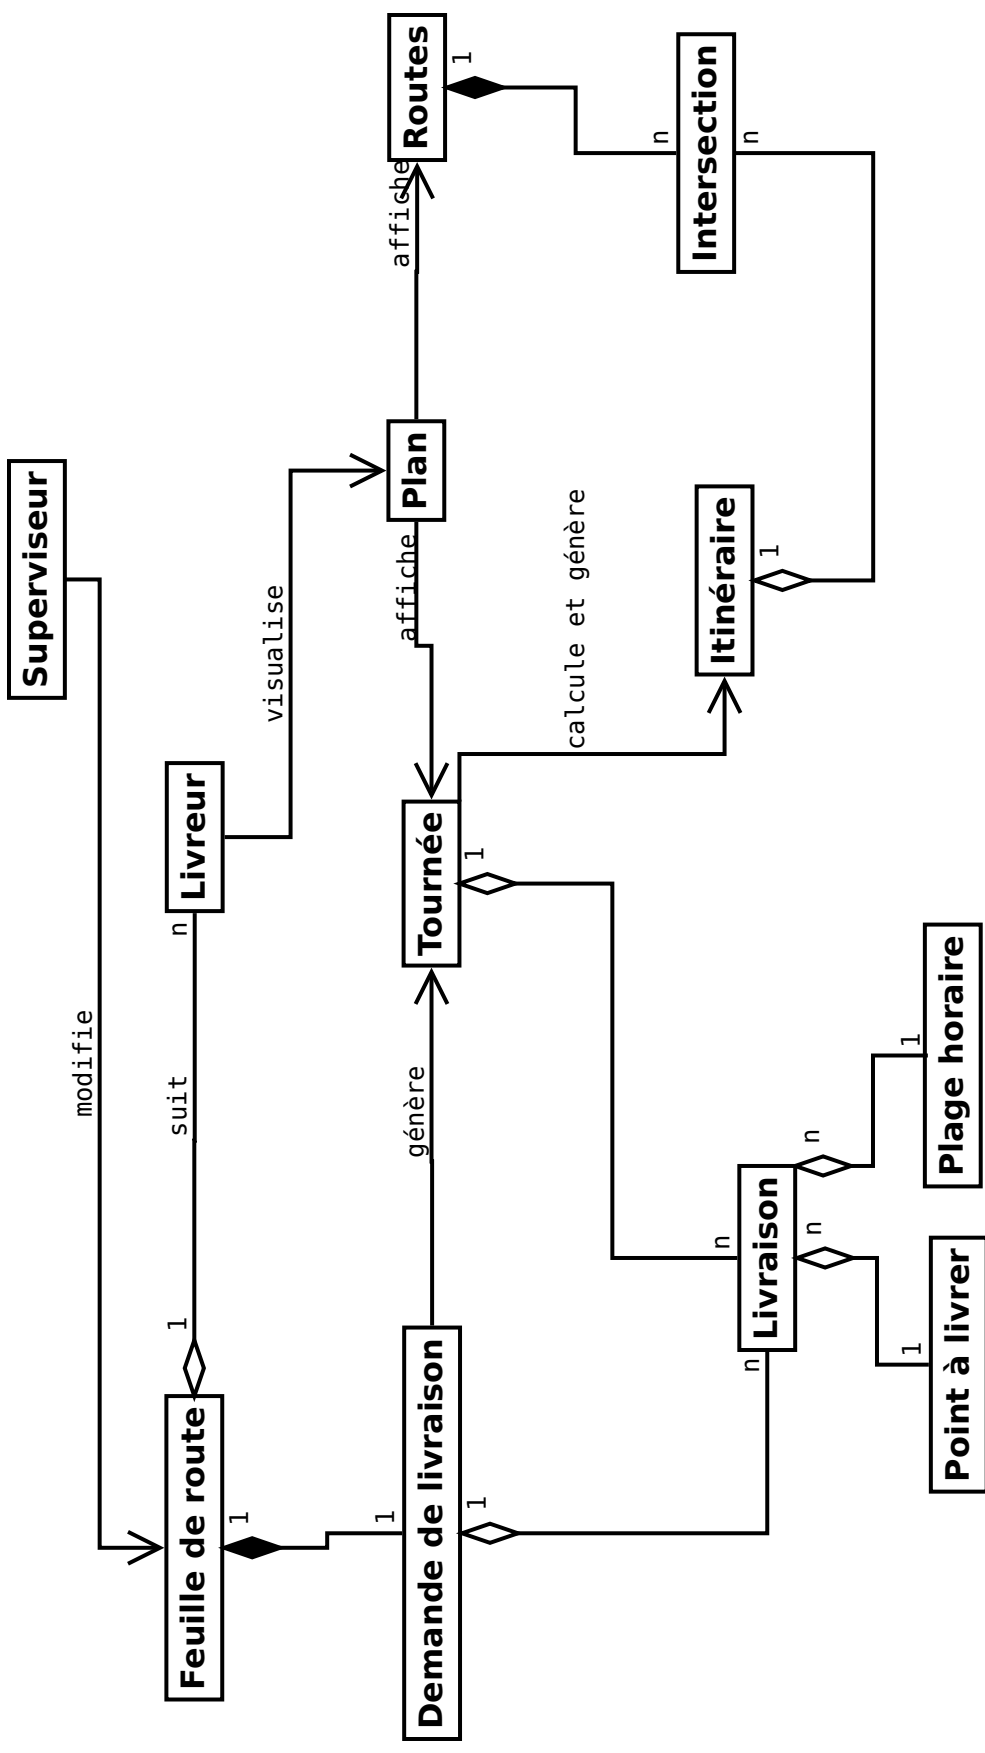 Superviseur
modifie
Feuille de route
1
suit
n
Livreur
visualise
1
1
Demande de livraison
génère
Tournée
affiche
Plan
affiche
Routes
1
1
1
calcule et génère
n
n
n
Livraison
n
n
Itinéraire
1
Intersection
n
1
Point à livrer
1
Plage horaire